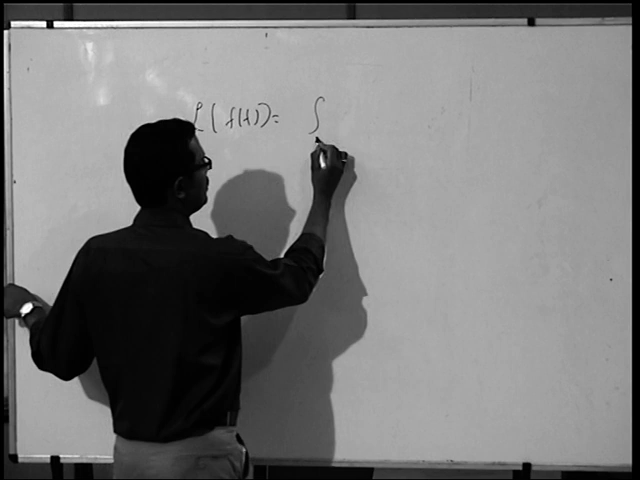 L(f(t)) = ∫